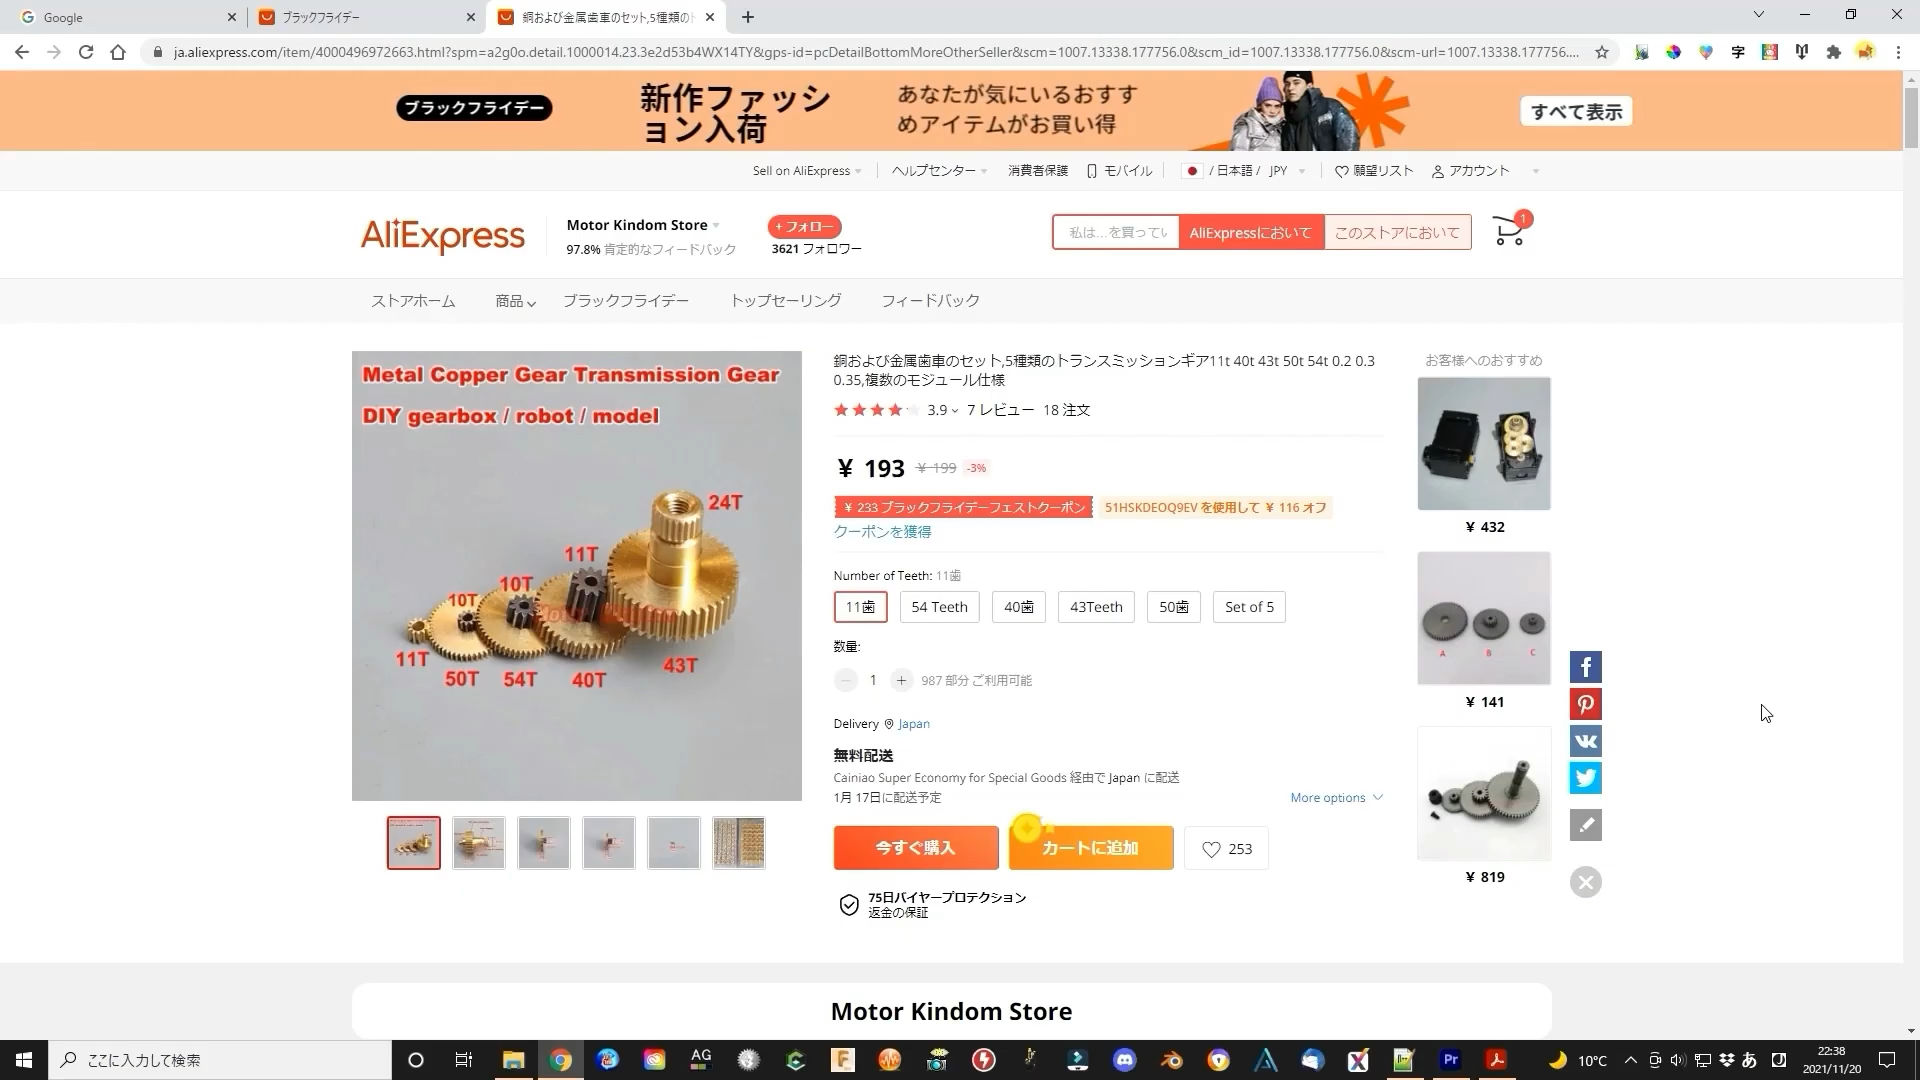 Google
ブラックフライデー
銅および金属歯車のセット,5種類の
ja.aliexpress.com/item/4000496972663.html?spm=a2g0o.detail.1000014.23.3e2d53b4WX14TY&gps-id=pcDetailBottomMoreOtherSeller&scm=1007.13338.177756.0&scm_id=1007.13338.177756.0&scm-url=1007.13338.177756....
字
ブラックフライデー
新作ファッシ
ョン入荷
あなたが気にいるおすす
めアイテムがお買い得
すべて表示
Sell on AliExpress
ヘルプセンター
消費者保護
モバイル
/ 日本語 / JPY
願望リスト
アカウント
AliExpress
Motor Kindom Store
97.8% 肯定的なフィードバック
+ フォロー
3621 フォロワー
私は...を買ってい
AliExpressにおいて
このストアにおいて
1
ストアホーム
商品
ブラックフライデー
トップセーリング
フィードバック
Metal Copper Gear Transmission Gear
DIY gearbox / robot / model
24T
11T
10T
10T
11T
50T
54T
40T
43T
銅および金属歯車のセット,5種類のトランスミッションギア11t 40t 43t 50t 54t 0.2 0.3
0.35,複数のモジュール仕様
3.9 7 レビュー 18 注文
¥ 193 ¥ 199 -3%
¥ 233 ブラックフライデーフェストクーポン
51HSKDEOQ9EV を使用して ¥ 116 オフ
クーポンを獲得
Number of Teeth: 11歯
11歯
54 Teeth
40歯
43Teeth
50歯
Set of 5
数量:
− 1 + 987 部分 ご利用可能
Delivery Japan
無料配送
Cainiao Super Economy for Special Goods 経由で Japan に配送
1月 17日に配送予定
More options
今すぐ購入
カートに追加
253
75日バイヤープロテクション
返金の保証
お客様へのおすすめ
¥ 432
A B C
¥ 141
¥ 819
Motor Kindom Store
ここに入力して検索
AG
Pr
10°C
あ
22:38
2021/11/20